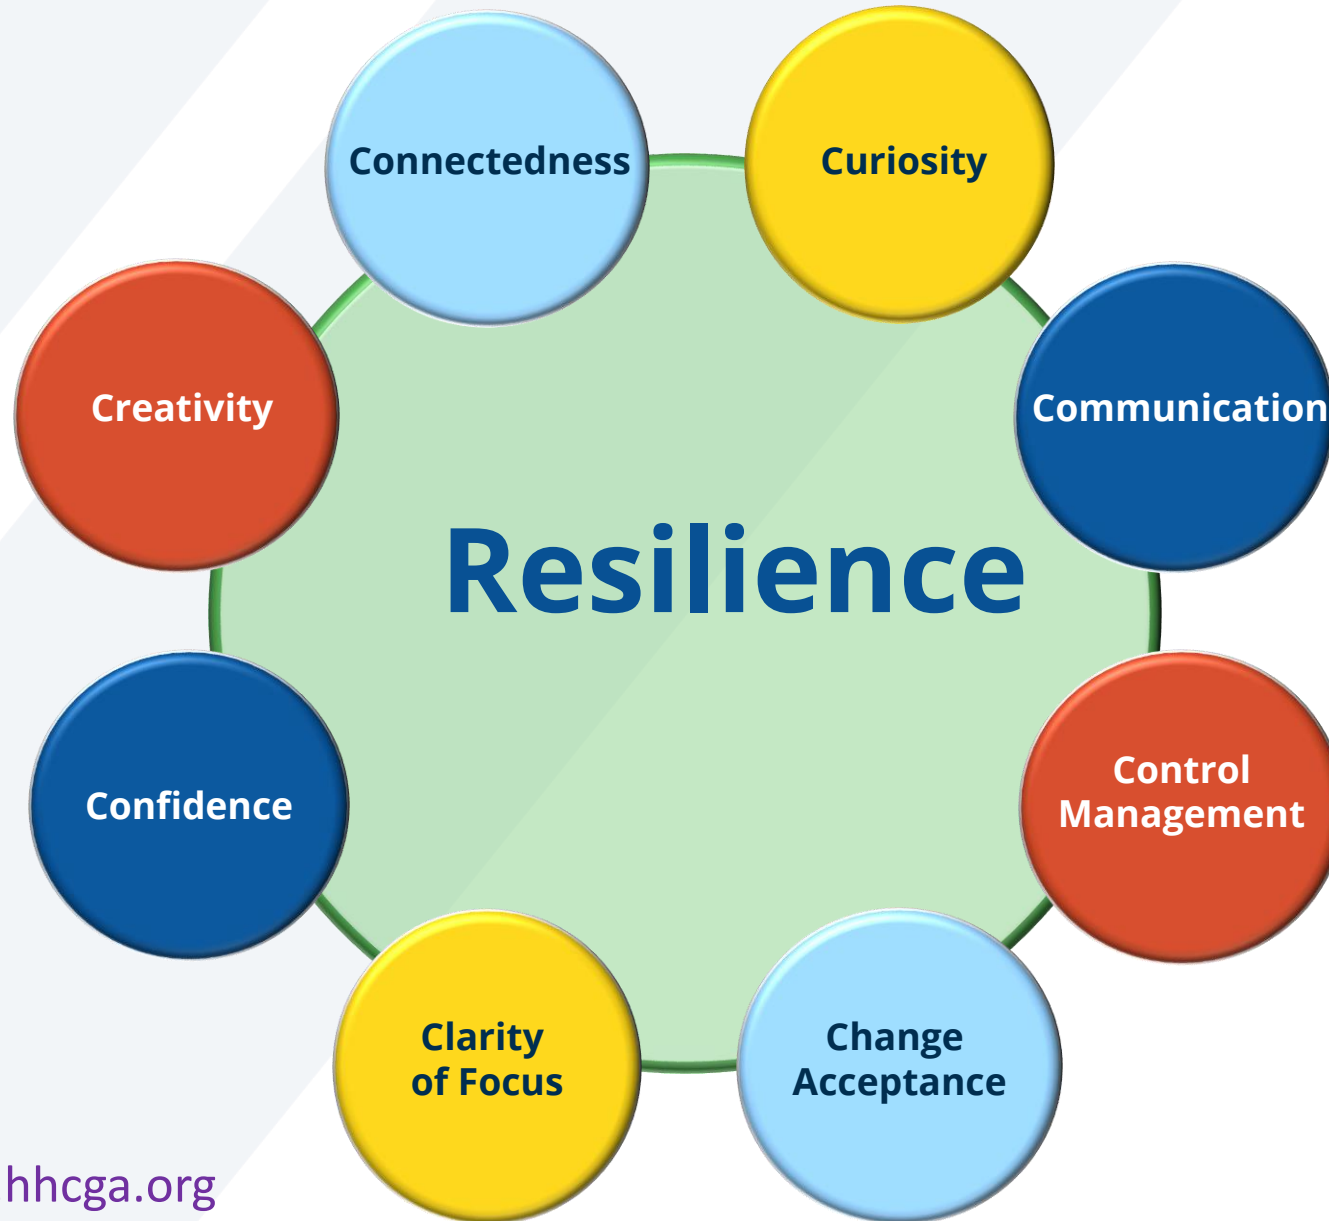 Connectedness
Curiosity
Creativity
Communication
Resilience
Confidence
Control
Management
Clarity
of Focus
Change
Acceptance
hhcga.org